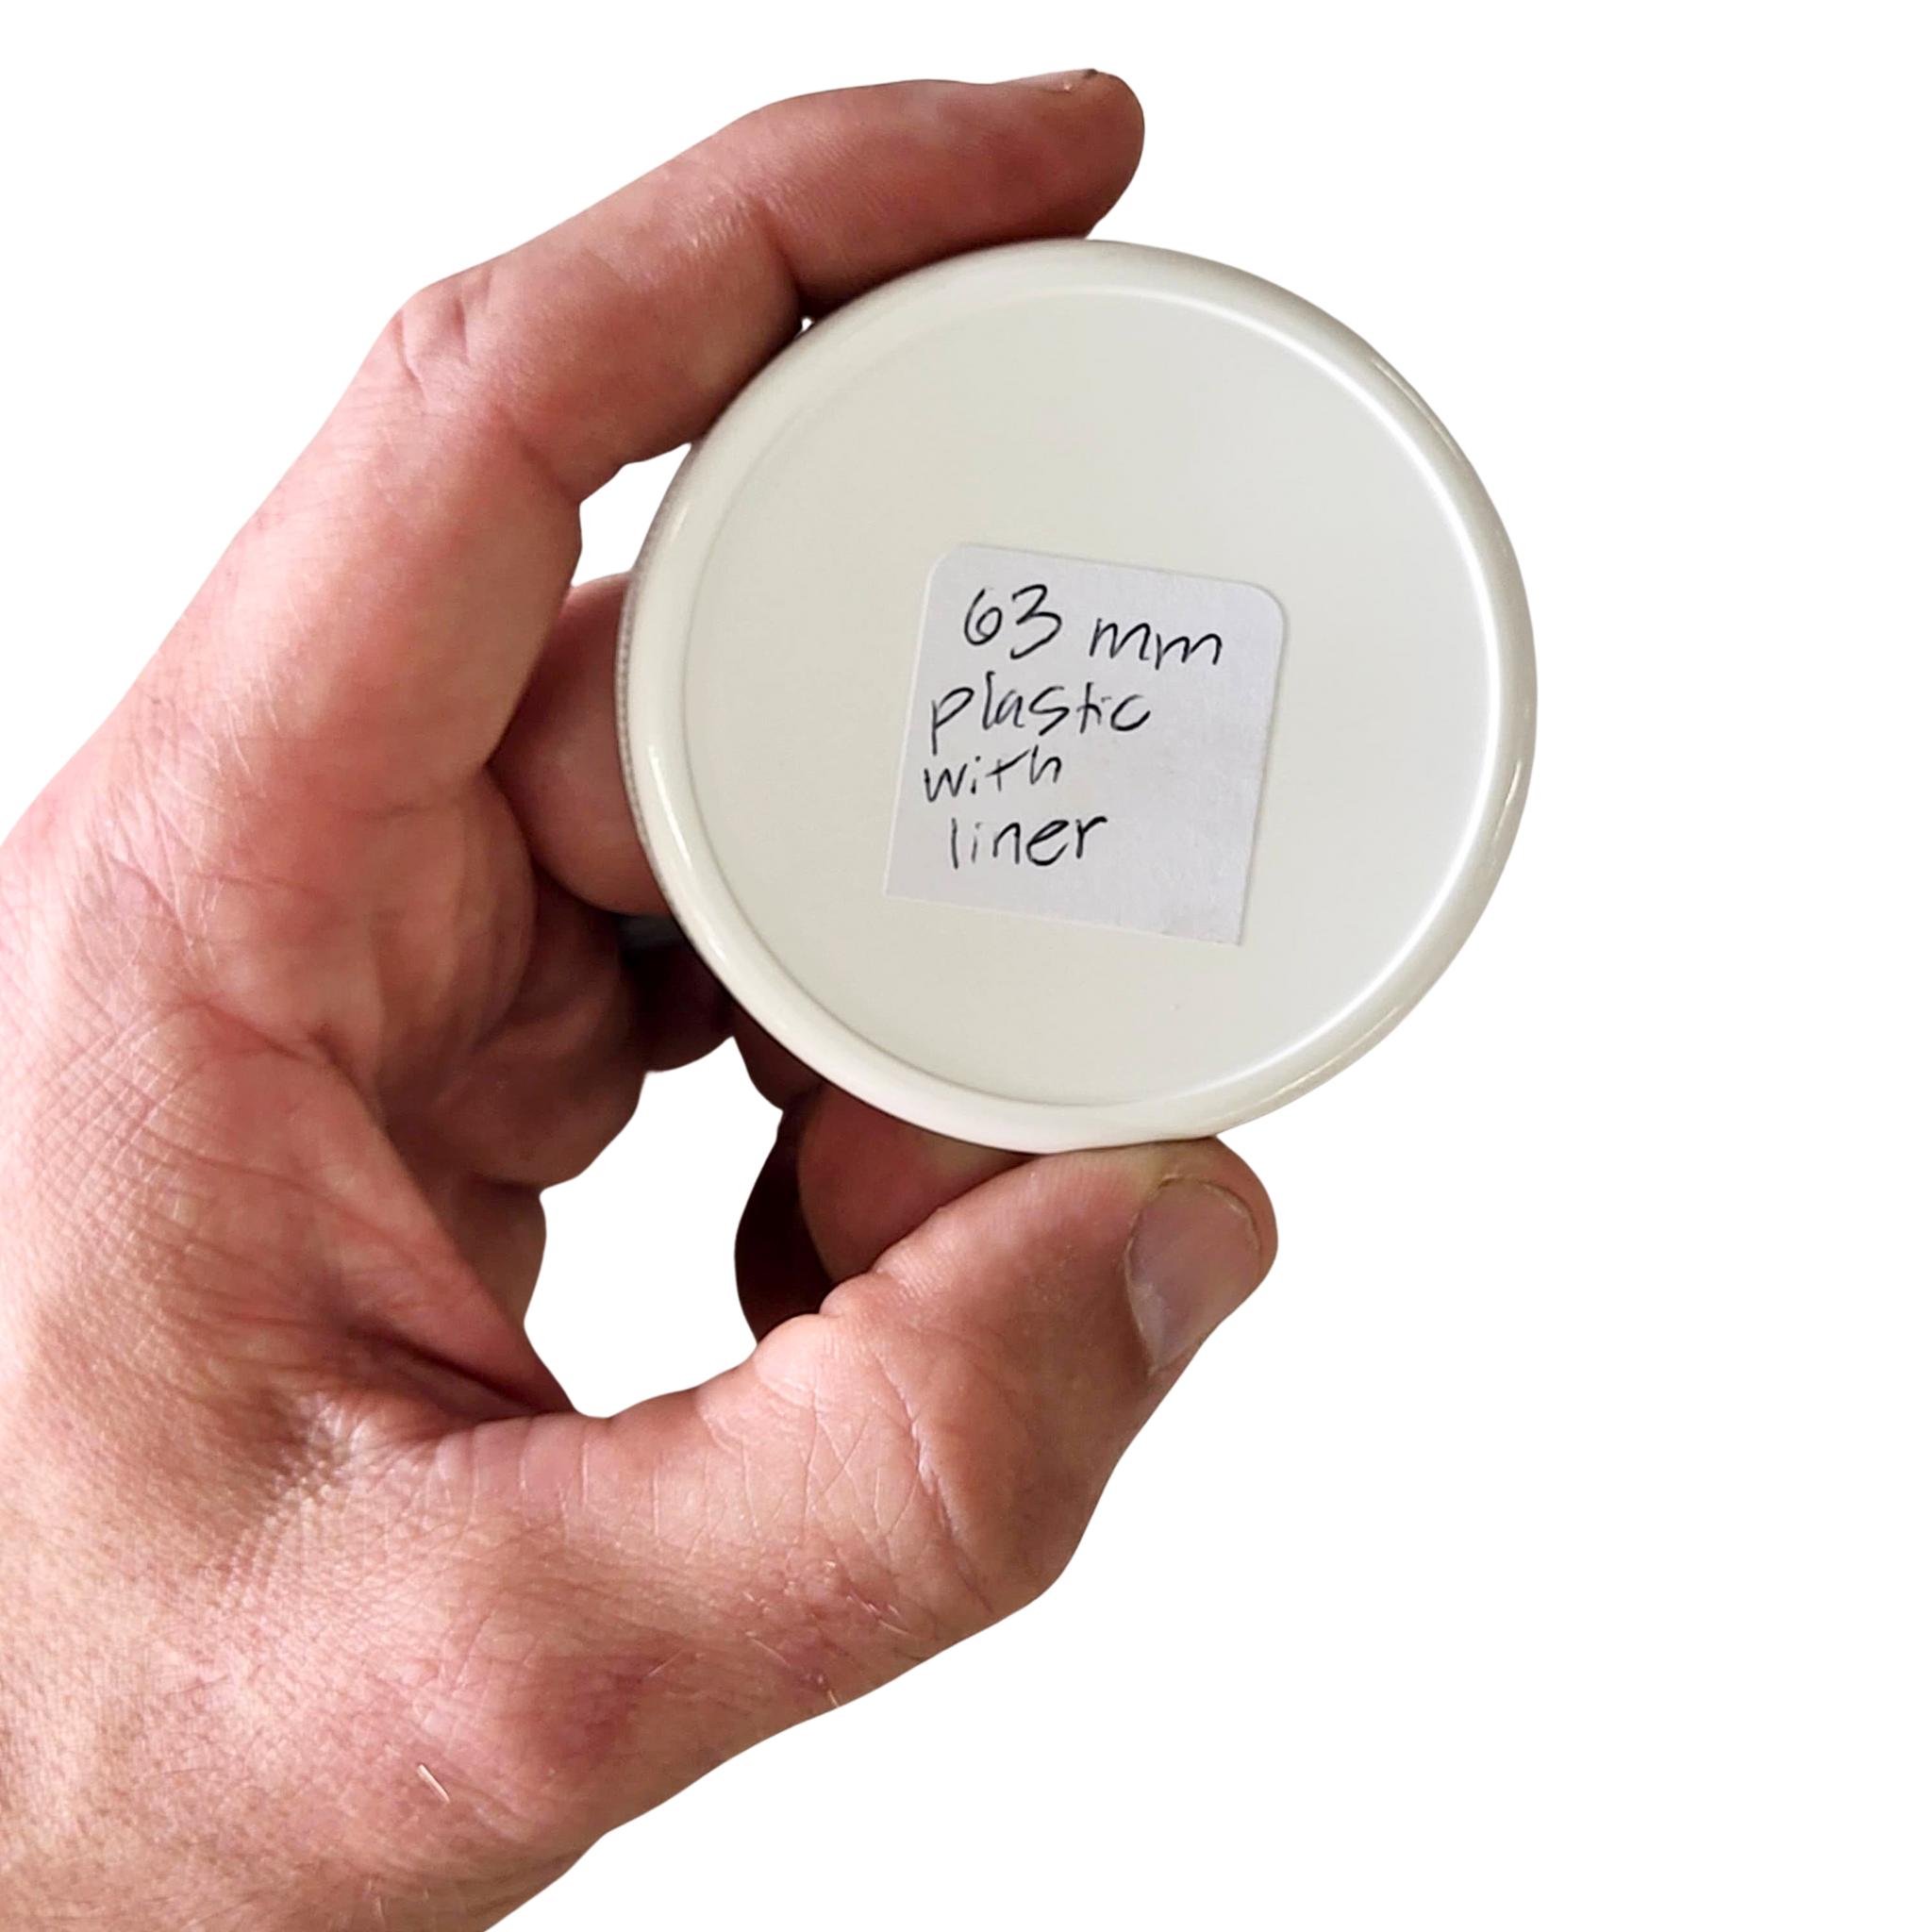 63 mm
plastic
with
liner